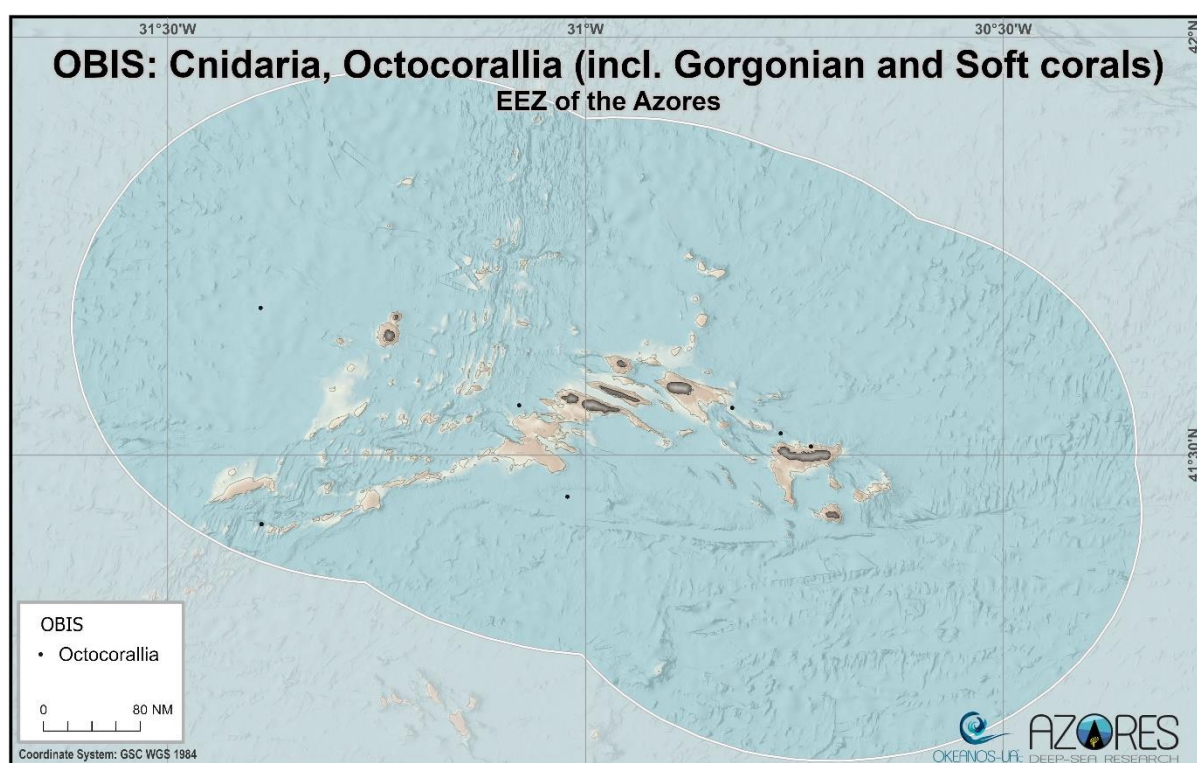 31°30'W 31°W 30°30'W
42°N
OBIS: Cnidaria, Octocorallia (incl. Gorgonian and Soft corals)
EEZ of the Azores
41°30'N
OBIS
Octocorallia
0 80 NM
Coordinate System: GSC WGS 1984
OKEANOS-UAc
AZORES
DEEP-SEA RESEARCH